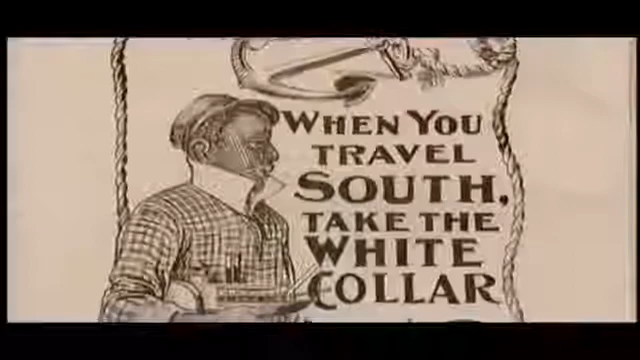 WHEN YOU
TRAVEL
SOUTH,
TAKE THE
WHITE
COLLAR